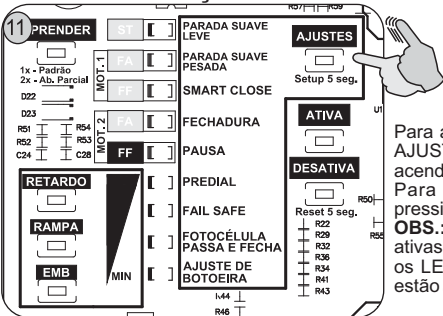 11
PRENDER
1x - Padrão
2x - Ab. Parcial
D22
D23
R51
R54
R52
R53
C24
C28
RETARDO
RAMPA
EMB
MIN
MOT. 1
MOT. 2
ST
FA
FF
FA
FF
PARADA SUAVE
LEVE
PARADA SUAVE
PESADA
SMART CLOSE
FECHADURA
PAUSA
PREDIAL
FAIL SAFE
FOTOCÉLULA
PASSA E FECHA
AJUSTE DE
BOTOEIRA
R44
R46
R57
R59
AJUSTES
Setup 5 seg.
ATIVA
DESATIVA
Reset 5 seg.
R22
R29
R32
R36
R34
R41
R43
U1
R50
R55
Para a
AJUST
acend
Para
pressi
OBS.:
ativas
os LE
estão